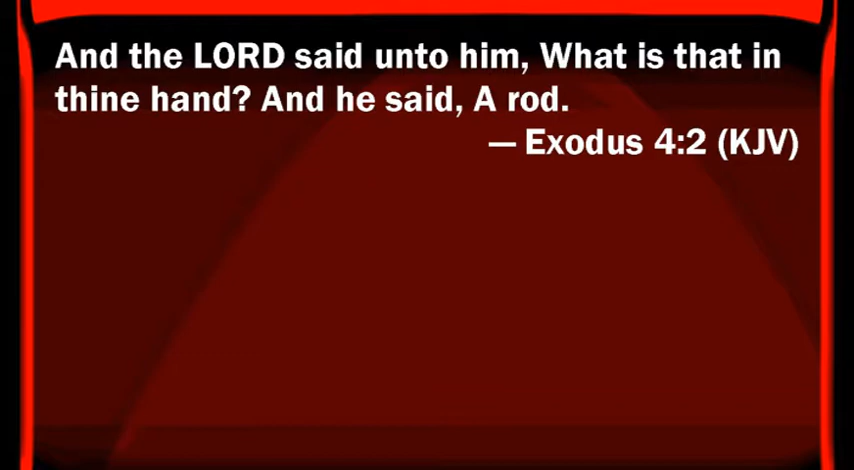 And the LORD said unto him, What is that in
thine hand? And he said, A rod.
— Exodus 4:2 (KJV)